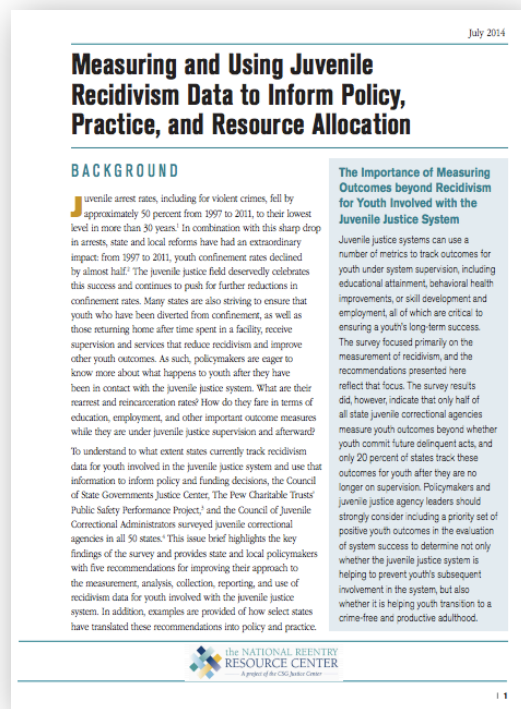 July 2014
Measuring and Using Juvenile
Recidivism Data to Inform Policy,
Practice, and Resource Allocation
BACKGROUND
Juvenile arrest rates, including for violent crimes, fell by
approximately 50 percent from 1997 to 2011, to their lowest
level in more than 30 years.¹ In combination with this sharp drop
in arrests, state and local reforms have had an extraordinary
impact: from 1997 to 2011, youth confinement rates declined
by almost half.² The juvenile justice field deservedly celebrates
this success and continues to push for further reductions in
confinement rates. Many states are also striving to ensure that
youth who have been diverted from confinement, as well as
those returning home after time spent in a facility, receive
supervision and services that reduce recidivism and improve
other youth outcomes. As such, policymakers are eager to
know more about what happens to youth after they have
been in contact with the juvenile justice system. What are their
rearrest and reincarceration rates? How do they fare in terms of
education, employment, and other important outcome measures
while they are under juvenile justice supervision and afterward?
To understand to what extent states currently track recidivism
data for youth involved in the juvenile justice system and use that
information to inform policy and funding decisions, the Council
of State Governments Justice Center, The Pew Charitable Trusts'
Public Safety Performance Project,³ and the Council of Juvenile
Correctional Administrators surveyed juvenile correctional
agencies in all 50 states.⁴ This issue brief highlights the key
findings of the survey and provides state and local policymakers
with five recommendations for improving their approach to
the measurement, analysis, collection, reporting, and use of
recidivism data for youth involved with the juvenile justice
system. In addition, examples are provided of how select states
have translated these recommendations into policy and practice.
The Importance of Measuring
Outcomes beyond Recidivism
for Youth Involved with the
Juvenile Justice System
Juvenile justice systems can use a
number of metrics to track outcomes for
youth under system supervision, including
educational attainment, behavioral health
improvements, or skill development and
employment, all of which are critical to
ensuring a youth's long-term success.
The survey focused primarily on the
measurement of recidivism, and the
recommendations presented here
reflect that focus. The survey results
did, however, indicate that only half of
all state juvenile correctional agencies
measure youth outcomes beyond whether
youth commit future delinquent acts, and
only 20 percent of states track these
outcomes for youth after they are no
longer on supervision. Policymakers and
juvenile justice agency leaders should
strongly consider including a priority set of
positive youth outcomes in the evaluation
of system success to determine not only
whether the juvenile justice system is
helping to prevent youth's subsequent
involvement in the system, but also
whether it is helping youth transition to a
crime-free and productive adulthood.
the NATIONAL REENTRY
RESOURCE CENTER
A project of the CSG Justice Center
| 1